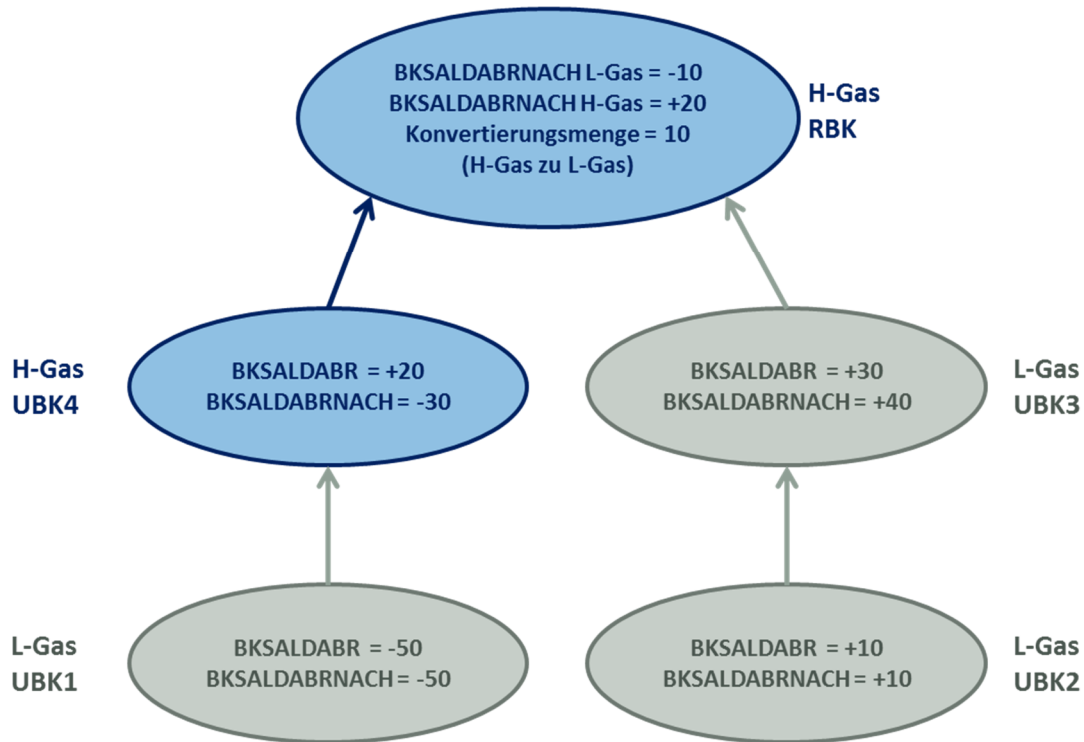 BKSALDABRNACH L-Gas = -10
BKSALDABRNACH H-Gas = +20
Konvertierungsmenge = 10
(H-Gas zu L-Gas)
H-Gas
RBK
H-Gas
UBK4
BKSALDABR = +20
BKSALDABRNACH = -30
BKSALDABR = +30
BKSALDABRNACH = +40
L-Gas
UBK3
L-Gas
UBK1
BKSALDABR = -50
BKSALDABRNACH = -50
BKSALDABR = +10
BKSALDABRNACH = +10
L-Gas
UBK2